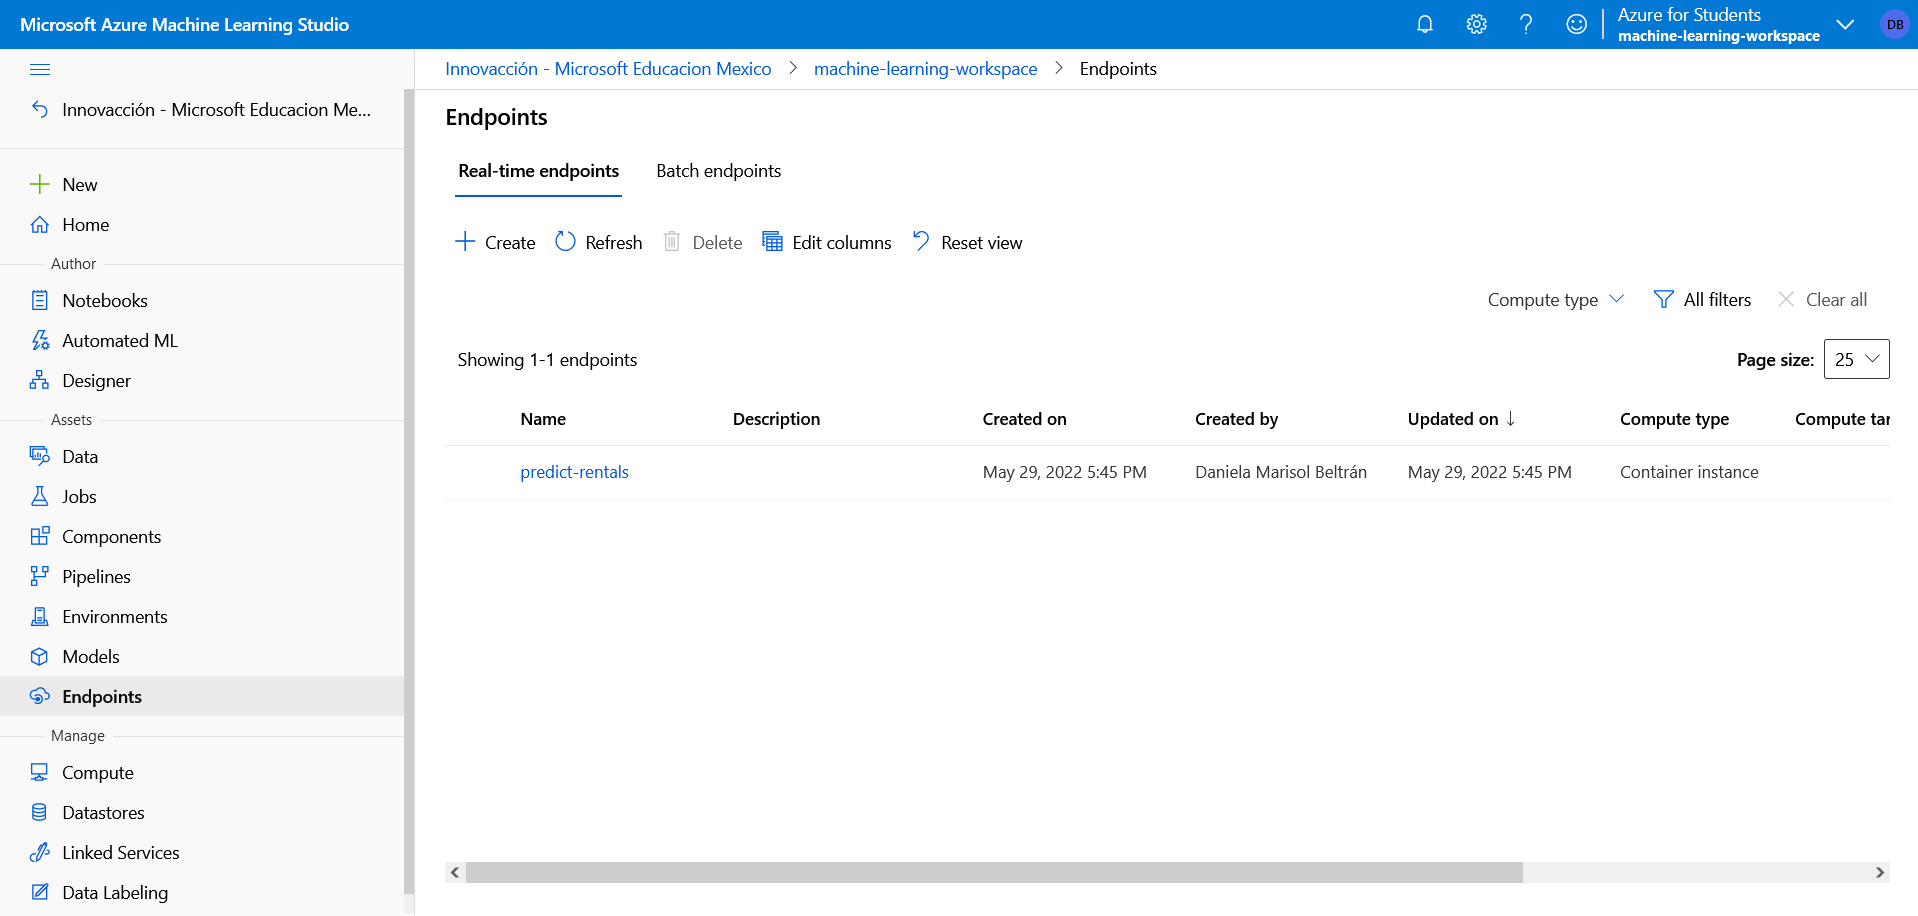 Microsoft Azure Machine Learning Studio
Azure for Students
machine-learning-workspace
DB
Innovacción - Microsoft Educacion Me...
New
Home
Author
Notebooks
Automated ML
Designer
Assets
Data
Jobs
Components
Pipelines
Environments
Models
Endpoints
Manage
Compute
Datastores
Linked Services
Data Labeling
Innovacción - Microsoft Educacion Mexico > machine-learning-workspace > Endpoints
Endpoints
Real-time endpoints Batch endpoints
Create Refresh Delete Edit columns Reset view
Compute type All filters Clear all
Showing 1-1 endpoints Page size: 25
Name Description Created on Created by Updated on ↓ Compute type Compute tar
predict-rentals May 29, 2022 5:45 PM Daniela Marisol Beltrán May 29, 2022 5:45 PM Container instance